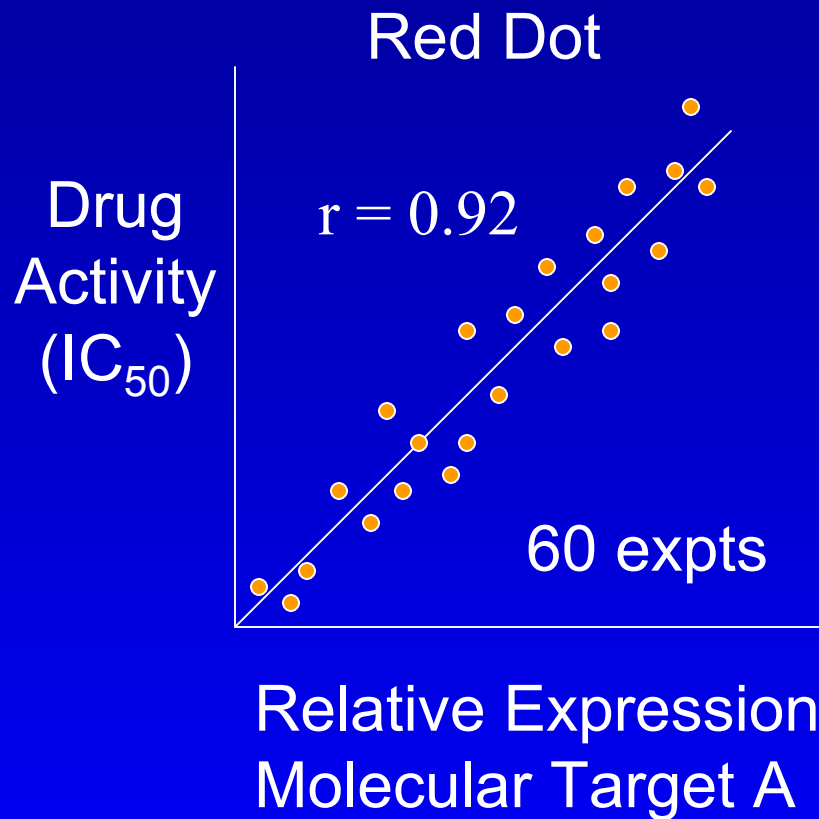 Red Dot
Drug
Activity
(IC₅₀)
r = 0.92
60 expts
Relative Expression
Molecular Target A